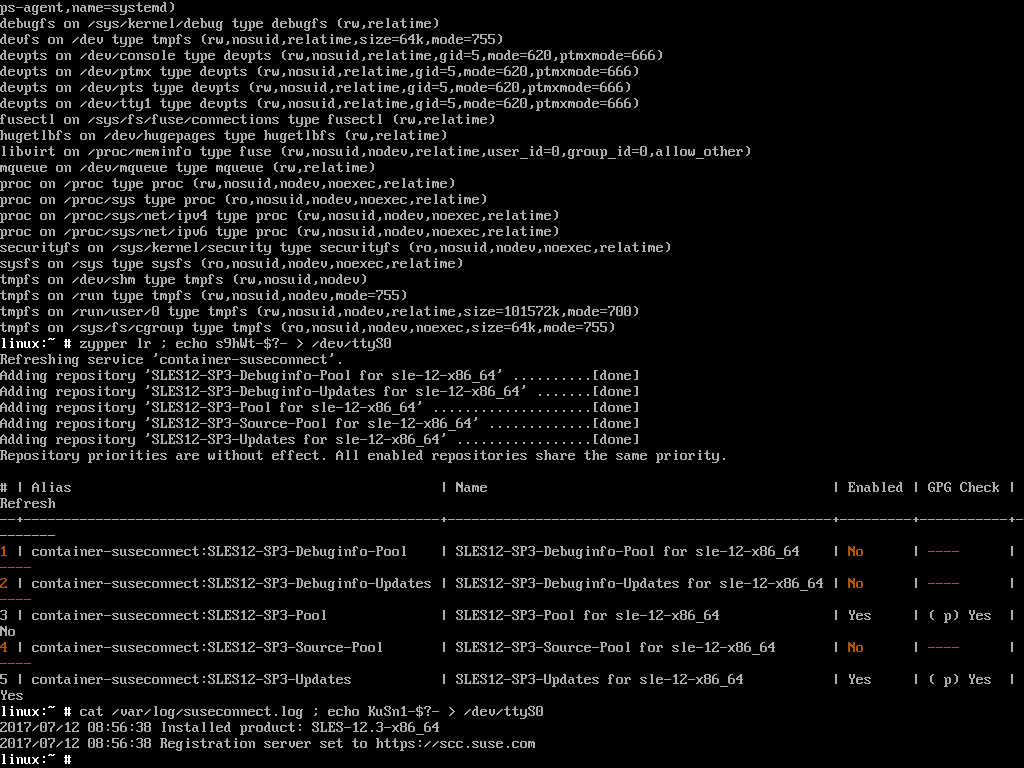 ps-agent,name=systemd)
debugfs on /sys/kernel/debug type debugfs (rw,relatime)
devfs on /dev type tmpfs (rw,nosuid,relatime,size=64k,mode=755)
devpts on /dev/console type devpts (rw,nosuid,relatime,gid=5,mode=620,ptmxmode=666)
devpts on /dev/ptmx type devpts (rw,nosuid,relatime,gid=5,mode=620,ptmxmode=666)
devpts on /dev/pts type devpts (rw,nosuid,relatime,gid=5,mode=620,ptmxmode=666)
devpts on /dev/tty1 type devpts (rw,nosuid,relatime,gid=5,mode=620,ptmxmode=666)
fusectl on /sys/fs/fuse/connections type fusectl (rw,relatime)
hugetlbfs on /dev/hugepages type hugetlbfs (rw,relatime)
libvirt on /proc/meminfo type fuse (rw,nosuid,nodev,relatime,user_id=0,group_id=0,allow_other)
mqueue on /dev/mqueue type mqueue (rw,relatime)
proc on /proc type proc (rw,nosuid,nodev,noexec,relatime)
proc on /proc/sys type proc (ro,nosuid,nodev,noexec,relatime)
proc on /proc/sys/net/ipv4 type proc (rw,nosuid,nodev,noexec,relatime)
proc on /proc/sys/net/ipv6 type proc (rw,nosuid,nodev,noexec,relatime)
securityfs on /sys/kernel/security type securityfs (ro,nosuid,nodev,noexec,relatime)
sysfs on /sys type sysfs (ro,nosuid,nodev,noexec,relatime)
tmpfs on /dev/shm type tmpfs (rw,nosuid,nodev)
tmpfs on /run type tmpfs (rw,nosuid,nodev,mode=755)
tmpfs on /run/user/0 type tmpfs (rw,nosuid,nodev,relatime,size=101572k,mode=700)
tmpfs on /sys/fs/cgroup type tmpfs (ro,nosuid,nodev,noexec,size=64k,mode=755)
linux:~ # zypper lr ; echo s9hWt-$?- > /dev/ttyS0
Refreshing service 'container-suseconnect'.
Adding repository 'SLES12-SP3-Debuginfo-Pool for sle-12-x86_64' ..........[done]
Adding repository 'SLES12-SP3-Debuginfo-Updates for sle-12-x86_64' .......[done]
Adding repository 'SLES12-SP3-Pool for sle-12-x86_64' ....................[done]
Adding repository 'SLES12-SP3-Source-Pool for sle-12-x86_64' .............[done]
Adding repository 'SLES12-SP3-Updates for sle-12-x86_64' .................[done]
Repository priorities are without effect. All enabled repositories share the same priority.
# | Alias | Name | Enabled | GPG Check |
Refresh
--+----------------------------------------------------+------------------------------------------------+---------+-----------+-
-------
1 | container-suseconnect:SLES12-SP3-Debuginfo-Pool | SLES12-SP3-Debuginfo-Pool for sle-12-x86_64 | No | ---- |
----
2 | container-suseconnect:SLES12-SP3-Debuginfo-Updates | SLES12-SP3-Debuginfo-Updates for sle-12-x86_64 | No | ---- |
----
3 | container-suseconnect:SLES12-SP3-Pool | SLES12-SP3-Pool for sle-12-x86_64 | Yes | ( p) Yes |
No
4 | container-suseconnect:SLES12-SP3-Source-Pool | SLES12-SP3-Source-Pool for sle-12-x86_64 | No | ---- |
----
5 | container-suseconnect:SLES12-SP3-Updates | SLES12-SP3-Updates for sle-12-x86_64 | Yes | ( p) Yes |
Yes
linux:~ # cat /var/log/suseconnect.log ; echo KuSn1-$?- > /dev/ttyS0
2017/07/12 08:56:38 Installed product: SLES-12.3-x86_64
2017/07/12 08:56:38 Registration server set to https://scc.suse.com
linux:~ #